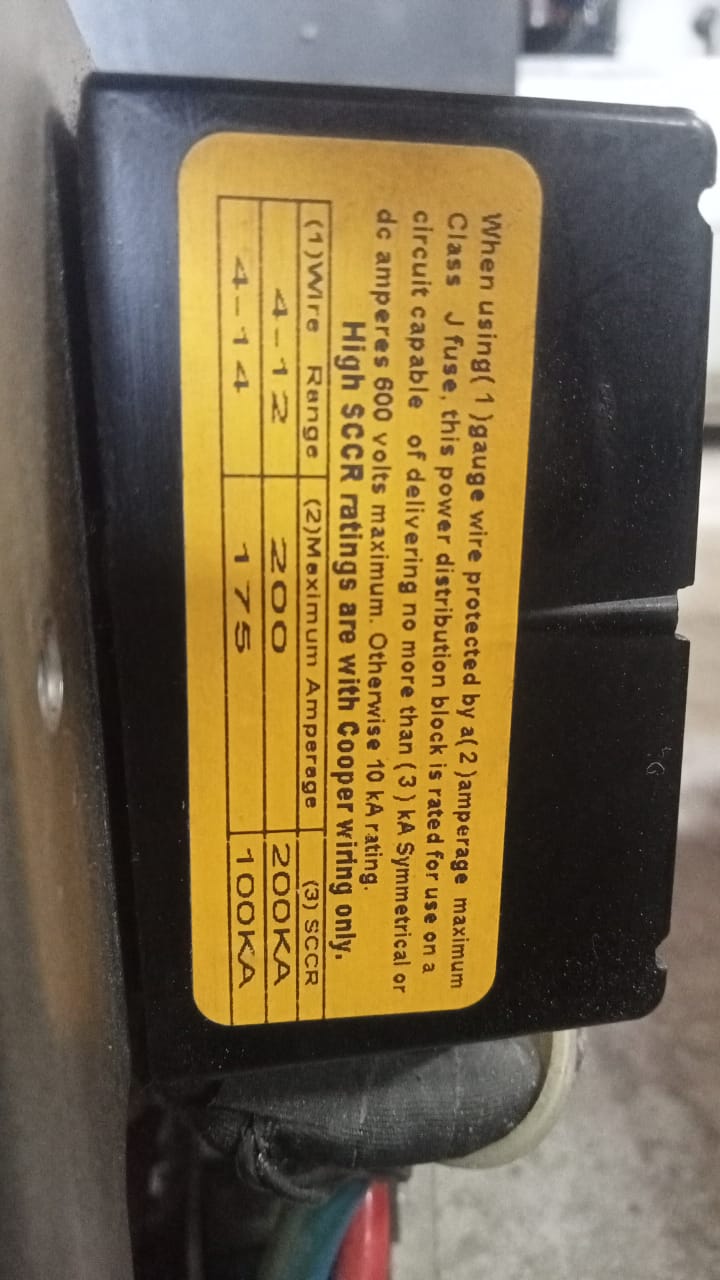 When using(1)gauge wire protected by a(2)amperage maximum
Class J fuse, this power distribution block is rated for use on a
circuit capable of delivering no more than (3) kA Symmetrical or
dc amperes 600 volts maximum. Otherwise 10 kA rating.
High SCCR ratings are with Cooper wiring only.
(1)Wire Range (2)Maximum Amperage (3) SCCR
4-12 200 200KA
4-14 175 100KA